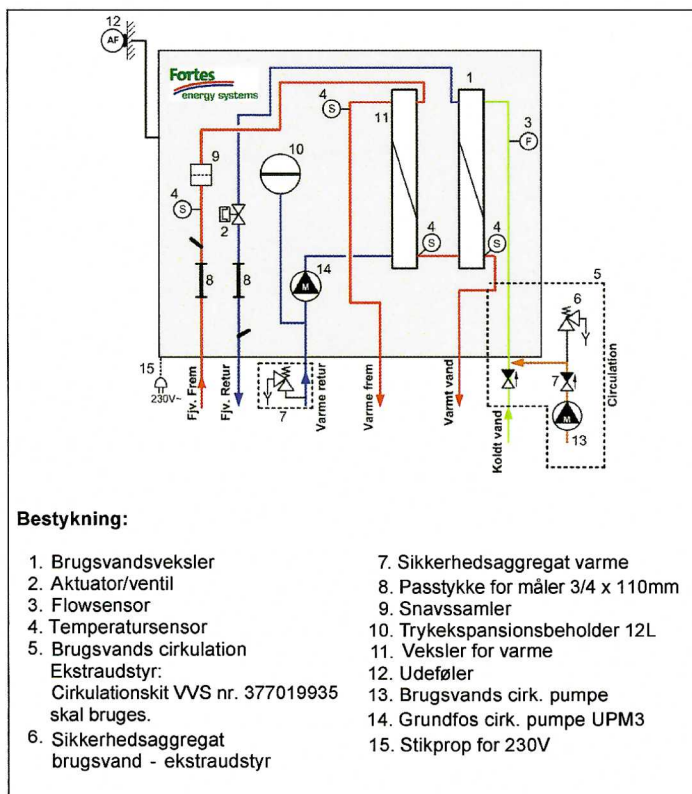 12
AF
Fortes
energy systems
4
S
11
1
3
F
10
9
4
S
2
4
S
4
S
14
M
8
8
5
6
15
230V~
Fjv. Frem
Fjv. Retur
7
Varme retur
Varme frem
Varmt vand
Koldt vand
7
M
13
Circulation
Bestykning:
1. Brugsvandsveksler
2. Aktuator/ventil
3. Flowsensor
4. Temperatursensor
5. Brugsvands cirkulation
Ekstraudstyr:
Cirkulationskit VVS nr. 377019935
skal bruges.
6. Sikkerhedsaggregat
brugsvand - ekstraudstyr
7. Sikkerhedsaggregat varme
8. Passtykke for måler 3/4 x 110mm
9. Snavssamler
10. Trykekspansionsbeholder 12L
11. Veksler for varme
12. Udeføler
13. Brugsvands cirk. pumpe
14. Grundfos cirk. pumpe UPM3
15. Stikprop for 230V